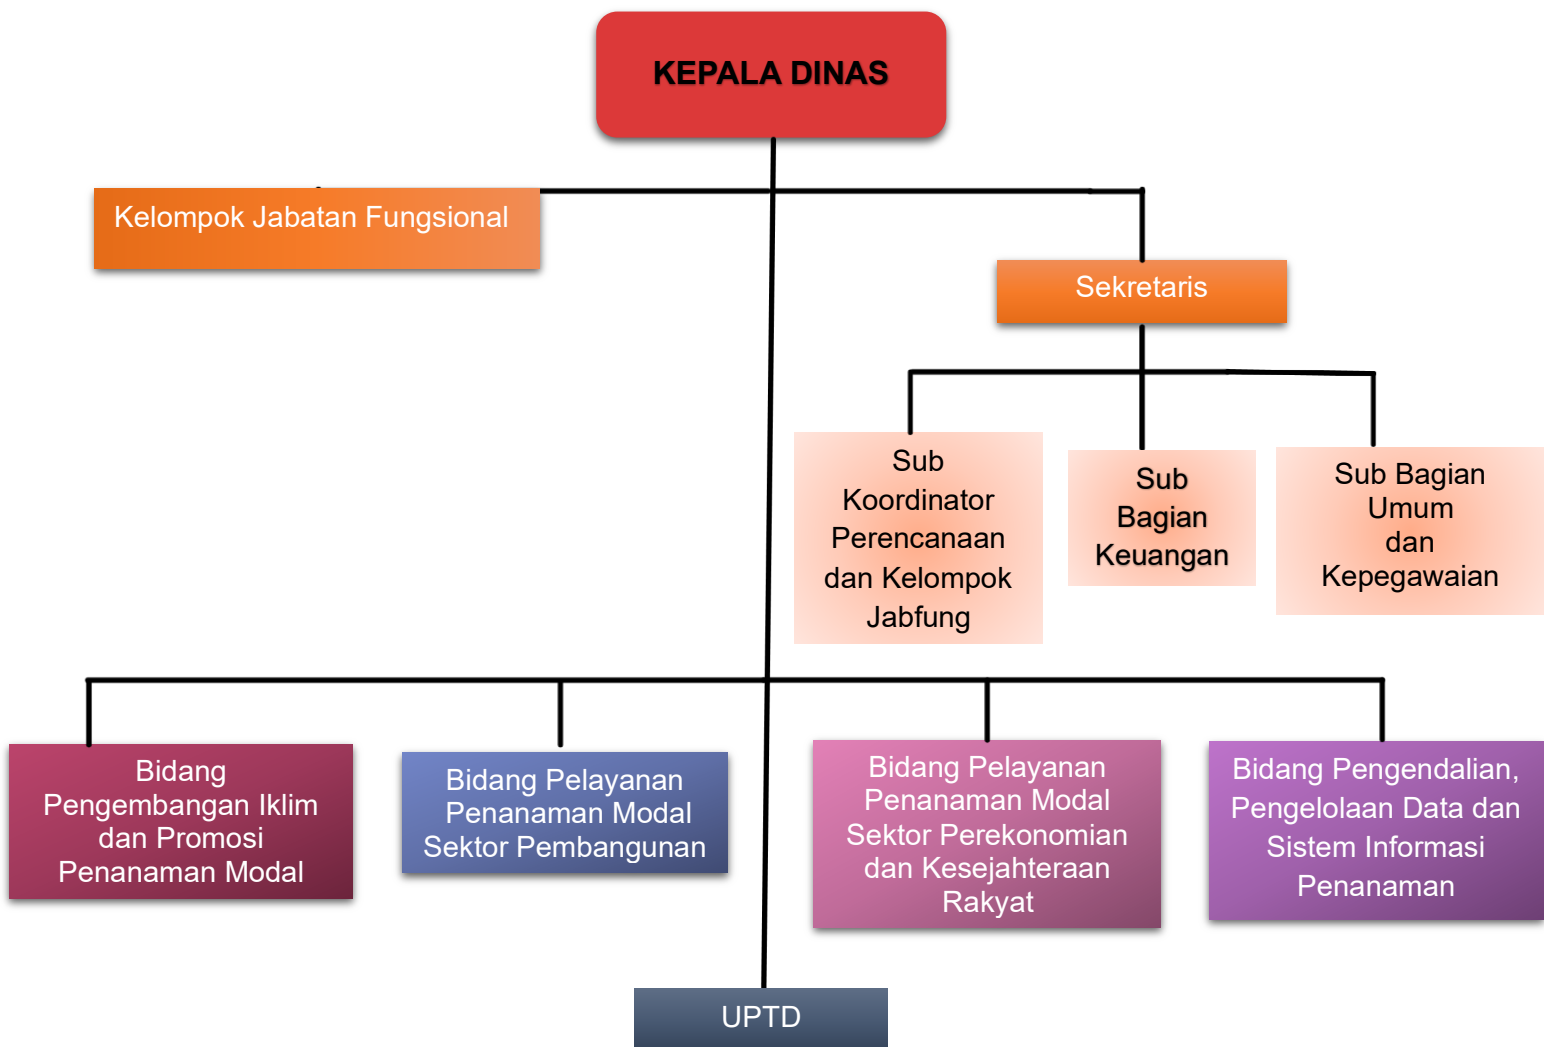 KEPALA DINAS
Kelompok Jabatan Fungsional
Sekretaris
Sub
Koordinator
Perencanaan
dan Kelompok
Jabfung
Sub
Bagian
Keuangan
Sub Bagian
Umum
dan
Kepegawaian
Bidang
Pengembangan Iklim
dan Promosi
Penanaman Modal
Bidang Pelayanan
Penanaman Modal
Sektor Pembangunan
Bidang Pelayanan
Penanaman Modal
Sektor Perekonomian
dan Kesejahteraan
Rakyat
Bidang Pengendalian,
Pengelolaan Data dan
Sistem Informasi
Penanaman
UPTD